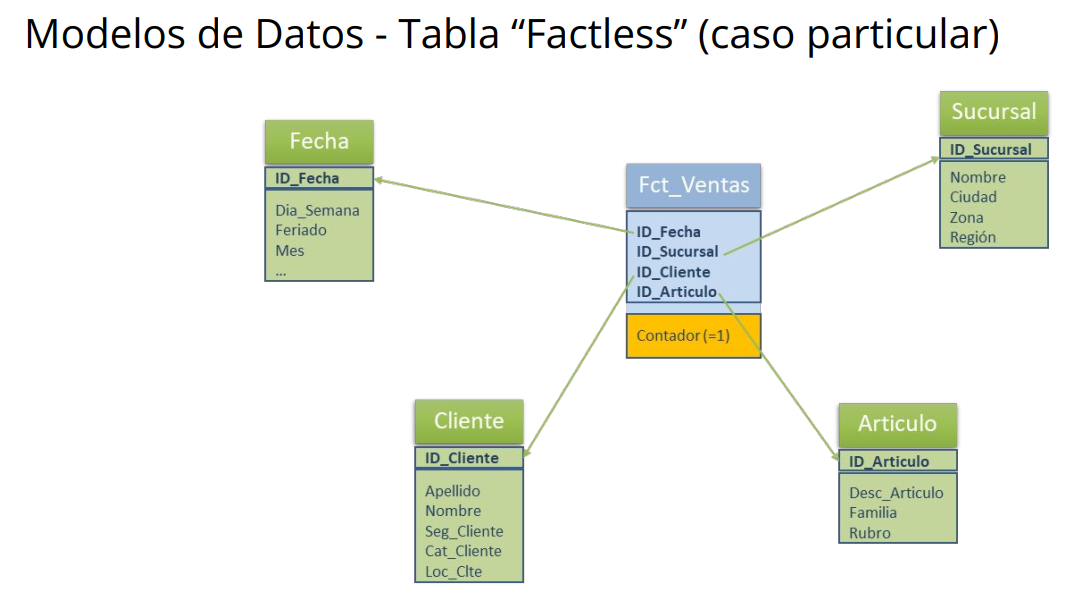 Modelos de Datos - Tabla “Factless” (caso particular)
Fecha
ID_Fecha
Dia_Semana
Feriado
Mes
...
Fct_Ventas
ID_Fecha
ID_Sucursal
ID_Cliente
ID_Articulo
Contador(=1)
Sucursal
ID_Sucursal
Nombre
Ciudad
Zona
Región
Cliente
ID_Cliente
Apellido
Nombre
Seg_Cliente
Cat_Cliente
Loc_Clte
Articulo
ID_Articulo
Desc_Articulo
Familia
Rubro